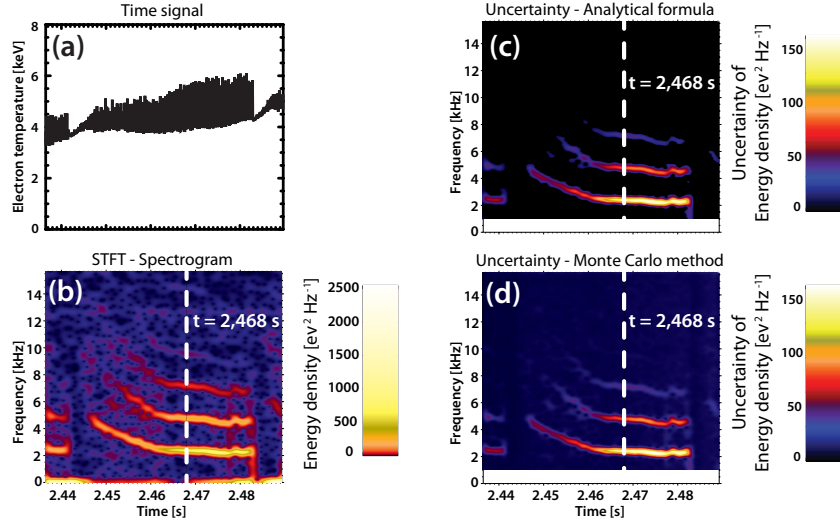 Time signal
(a)
Electron temperature [keV]
8
6
4
2
0
STFT - Spectrogram
(b)
t = 2,468 s
Frequency [kHz]
14
12
10
8
6
4
2
0
2.44 2.45 2.46 2.47 2.48
Time [s]
Energy density [ev² Hz⁻¹]
2500
2000
1500
1000
500
0
Uncertainty - Analytical formula
(c)
t = 2,468 s
Frequency [kHz]
14
12
10
8
6
4
2
0
Uncertainty of
Energy density [ev² Hz⁻¹]
150
100
50
0
Uncertainty - Monte Carlo method
(d)
t = 2,468 s
Frequency [kHz]
14
12
10
8
6
4
2
0
2.44 2.45 2.46 2.47 2.48
Time [s]
Uncertainty of
Energy density [ev² Hz⁻¹]
150
100
50
0